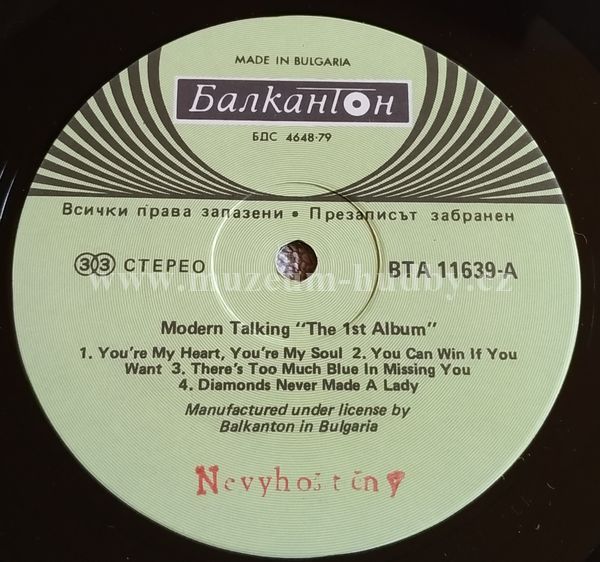 MADE IN BULGARIA
Балкантон
БДС 4648-79
Всички права запазени • Презаписът забранен
33 СТЕРЕО
ВТА 11639-А
www.muzeum-hudby.cz
Modern Talking "The 1st Album"
1. You're My Heart, You're My Soul 2. You Can Win If You
Want 3. There's Too Much Blue In Missing You
4. Diamonds Never Made A Lady
Manufactured under license by
Balkanton in Bulgaria